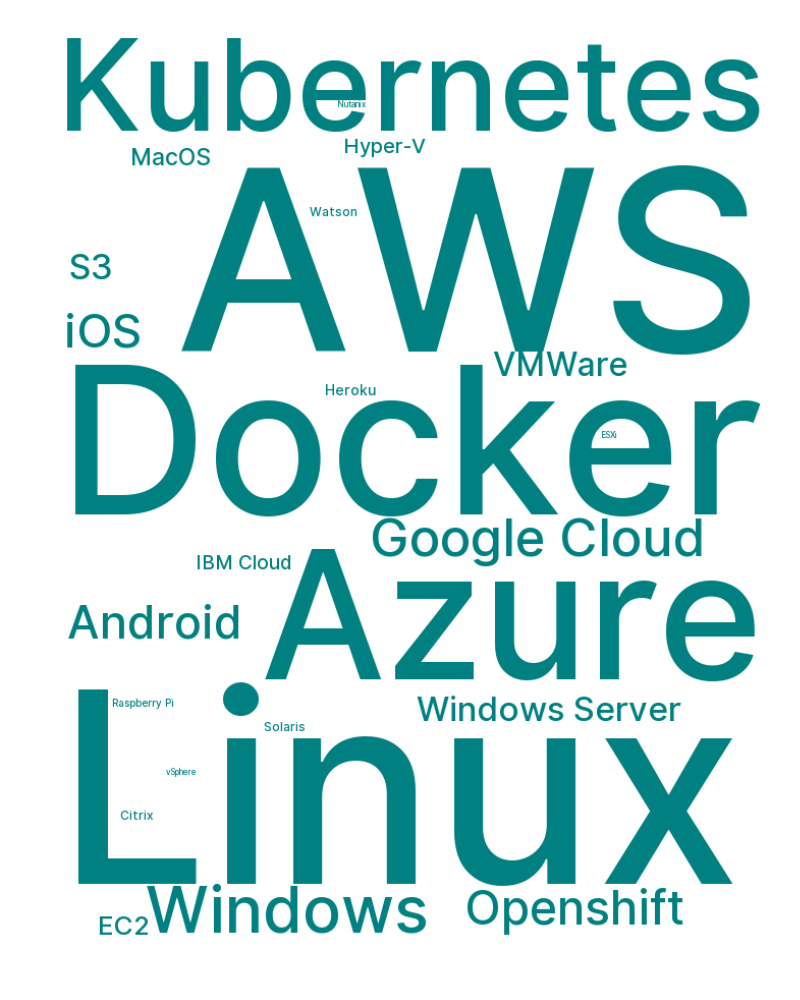 Kubernetes
Nutanix
Hyper-V
MacOS
AWS
Watson
S3
iOS
VMWare
Docker
Heroku
ESXi
Google Cloud
IBM Cloud
Azure
Android
Linux
Raspberry Pi
Windows Server
Solaris
vSphere
Citrix
Windows
Openshift
EC2